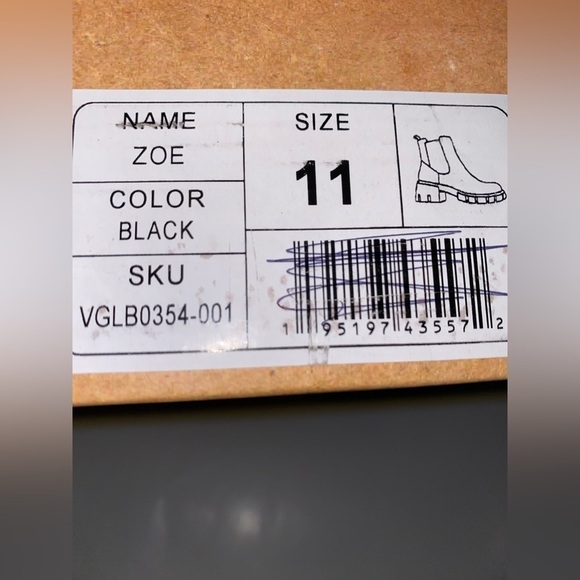 NAME
ZOE
COLOR
BLACK
SKU
VGLB0354-001
SIZE
11
1 95197 43557 2